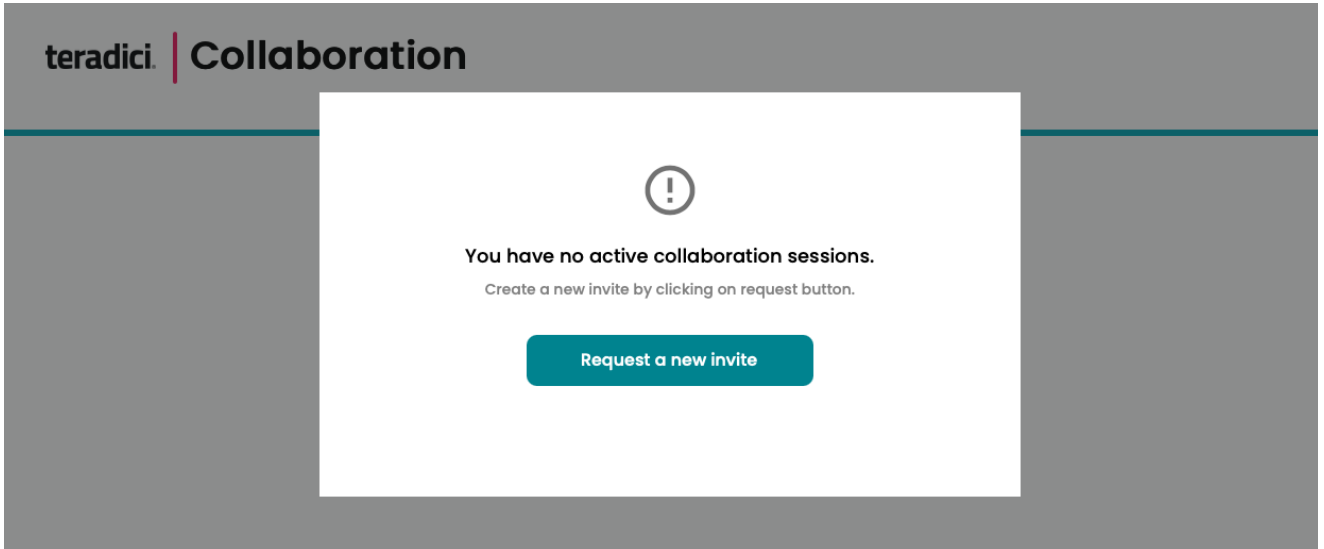 teradici. Collaboration
You have no active collaboration sessions.
Create a new invite by clicking on request button.
Request a new invite